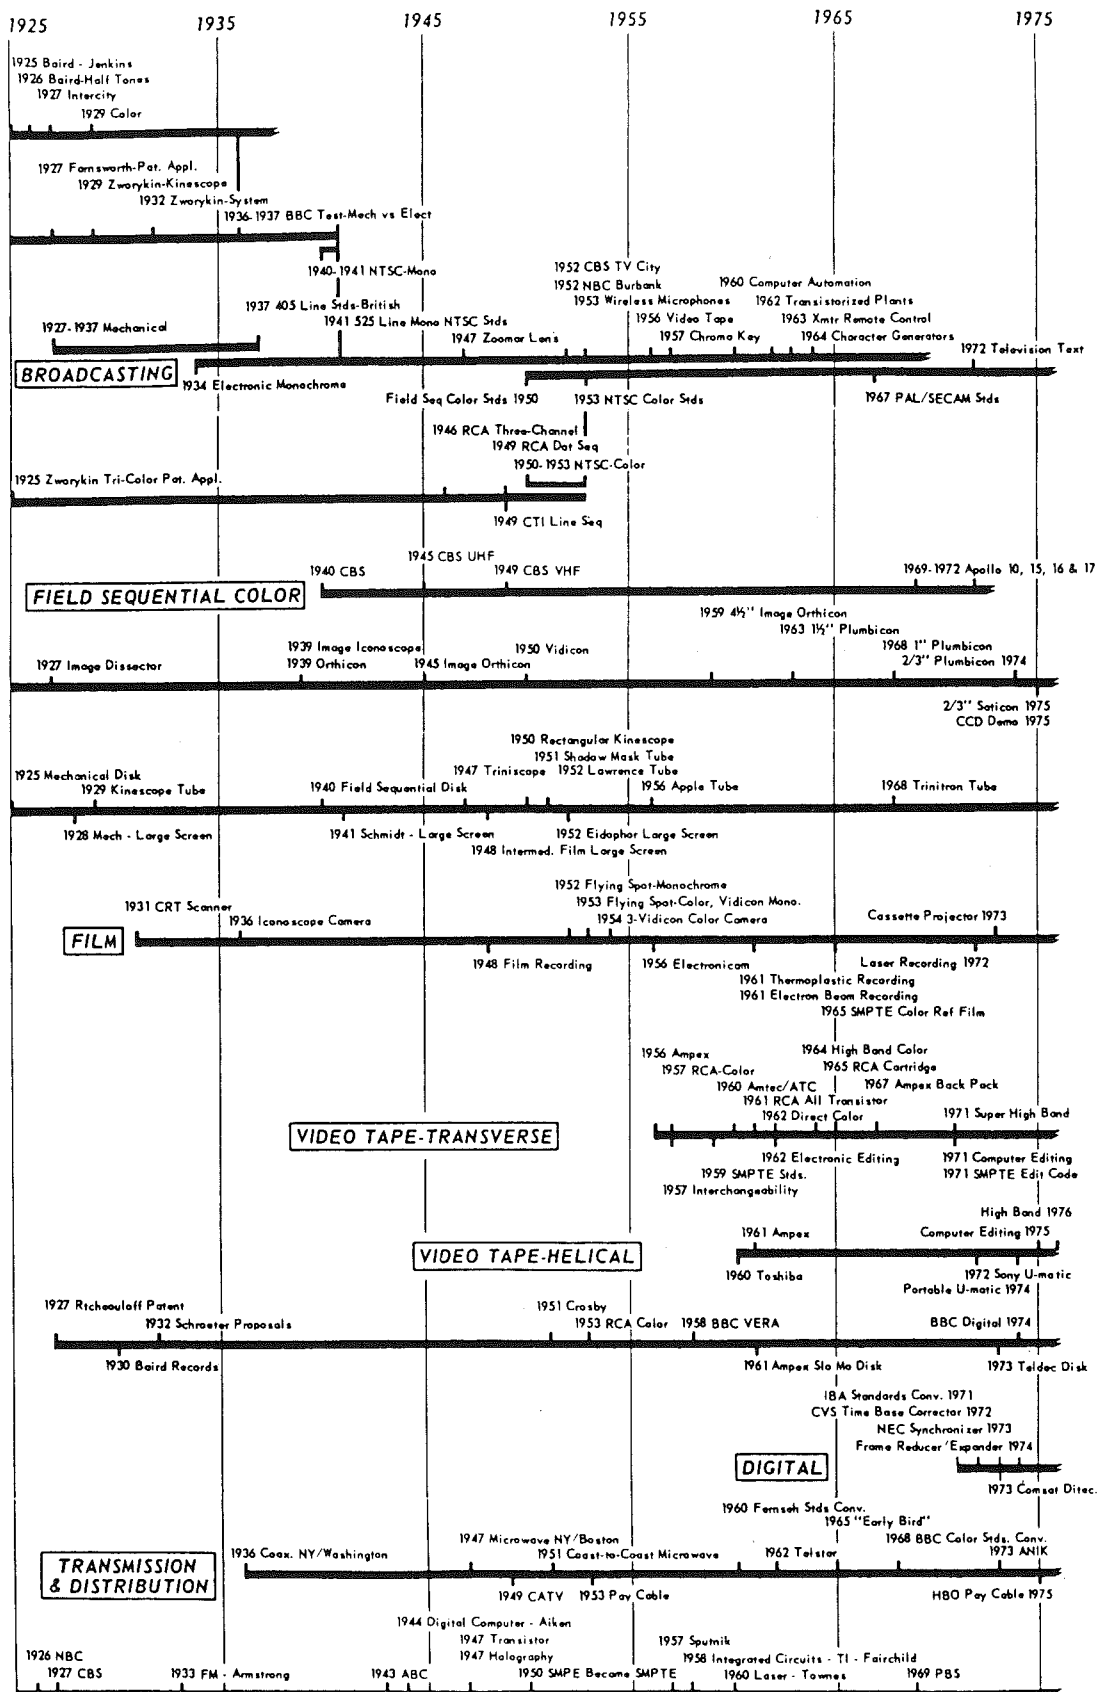 1925 1935 1945 1955 1965 1975
1925 Baird - Jenkins
1926 Baird-Half Tones
1927 Intercity
1929 Color
1927 Farnsworth-Pat. Appl.
1929 Zworykin-Kinescope
1932 Zworykin-System
1936-1937 BBC Test-Mech vs Elect
1940-1941 NTSC-Mono
1952 CBS TV City
1952 NBC Burbank
1960 Computer Automation
1937 405 Line Stds-British
1953 Wireless Microphones
1962 Transistorized Plants
1927-1937 Mechanical
1941 525 Line Mono NTSC Stds
1956 Video Tape
1963 Xmtr Remote Control
1947 Zoomar Lens
1957 Chroma Key
1964 Character Generators
1972 Television Text
BROADCASTING
1934 Electronic Monochrome
Field Seq Color Stds 1950
1953 NTSC Color Stds
1967 PAL/SECAM Stds
1946 RCA Three-Channel
1949 RCA Dot Seq
1950-1953 NTSC-Color
1925 Zworykin Tri-Color Pat. Appl.
1949 CTI Line Seq
1945 CBS UHF
1940 CBS
1949 CBS VHF
1969-1972 Apollo 10, 15, 16 & 17
FIELD SEQUENTIAL COLOR
1959 4½" Image Orthicon
1963 1½" Plumbicon
1939 Image Iconoscope
1950 Vidicon
1968 1" Plumbicon
1927 Image Dissector
1939 Orthicon
1945 Image Orthicon
2/3" Plumbicon 1974
2/3" Saticon 1975
CCD Demo 1975
1950 Rectangular Kinescope
1951 Shadow Mask Tube
1925 Mechanical Disk
1947 Triniscope
1952 Lawrence Tube
1929 Kinescope Tube
1940 Field Sequential Disk
1956 Apple Tube
1968 Trinitron Tube
1928 Mech - Large Screen
1941 Schmidt - Large Screen
1952 Eidophor Large Screen
1948 Intermed. Film Large Screen
1952 Flying Spot-Monochrome
1931 CRT Scanner
1953 Flying Spot-Color, Vidicon Mono.
1936 Iconoscope Camera
1954 3-Vidicon Color Camera
Cassette Projector 1973
FILM
1948 Film Recording
1956 Electronicam
Laser Recording 1972
1961 Thermoplastic Recording
1961 Electron Beam Recording
1965 SMPTE Color Ref Film
1956 Ampex
1964 High Band Color
1957 RCA-Color
1965 RCA Cartridge
1960 Amtec/ATC
1967 Ampex Back Pack
1961 RCA All Transistor
1962 Direct Color
1971 Super High Band
VIDEO TAPE-TRANSVERSE
1962 Electronic Editing
1971 Computer Editing
1959 SMPTE Stds.
1971 SMPTE Edit Code
1957 Interchangeability
High Band 1976
1961 Ampex
Computer Editing 1975
VIDEO TAPE-HELICAL
1960 Toshiba
1972 Sony U-matic
Portable U-matic 1974
1927 Rtcheouloff Patent
1951 Crosby
1932 Schroeter Proposals
1953 RCA Color
1958 BBC VERA
BBC Digital 1974
1930 Baird Records
1961 Ampex Slo Mo Disk
1973 Teldec Disk
IBA Standards Conv. 1971
CVS Time Base Corrector 1972
NEC Synchronizer 1973
Frame Reducer/Expander 1974
DIGITAL
1973 Comsat Ditec.
1960 Fernseh Stds Conv.
1965 "Early Bird"
1947 Microwave NY/Boston
1968 BBC Color Stds. Conv.
1936 Coax. NY/Washington
1951 Coast-to-Coast Microwave
1962 Telstar
1973 ANIK
TRANSMISSION
& DISTRIBUTION
1949 CATV
1953 Pay Cable
HBO Pay Cable 1975
1944 Digital Computer - Aiken
1947 Transistor
1957 Sputnik
1926 NBC
1947 Holography
1958 Integrated Circuits - TI - Fairchild
1927 CBS
1933 FM - Armstrong
1943 ABC
1950 SMPE Became SMPTE
1960 Laser - Townes
1969 PBS